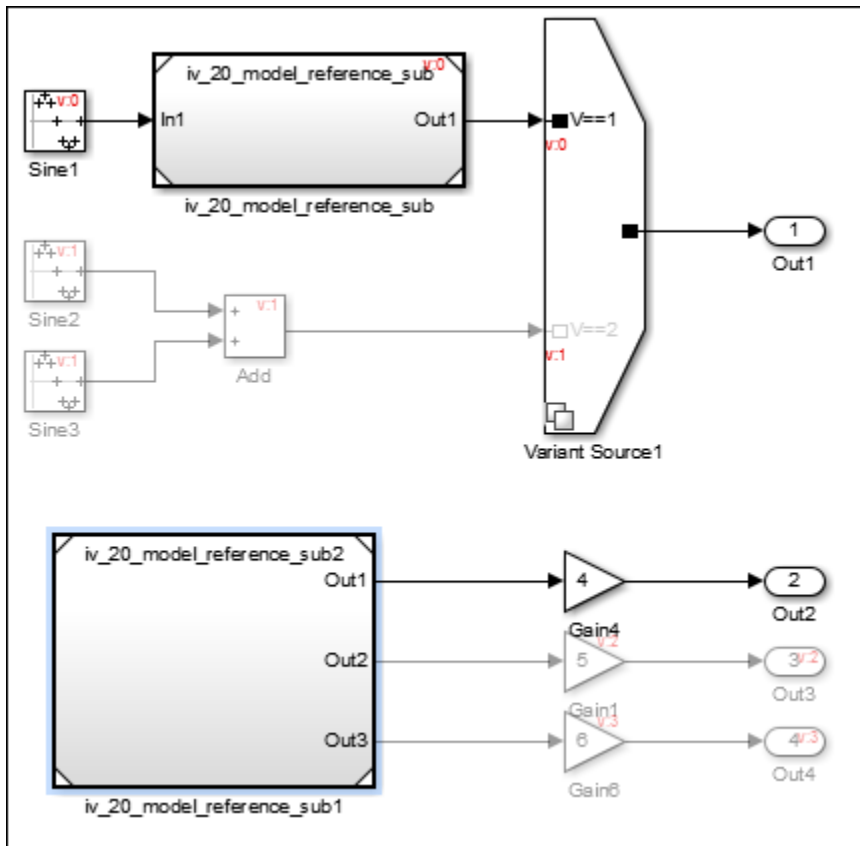 iv_20_model_reference_sub v:0
v:0
In1 Out1
V==1
v:0
Sine1
iv_20_model_reference_sub
1
Out1
v:1
Sine2
v:1
+
+
Add
V==2
v:1
v:1
Sine3
Variant Source1
iv_20_model_reference_sub2
Out1
4
2
Gain4
Out2
v:2
Out2
5
3 v:2
Gain1
Out3
v:3
Out3
6
4 v:3
Gain6
Out4
iv_20_model_reference_sub1